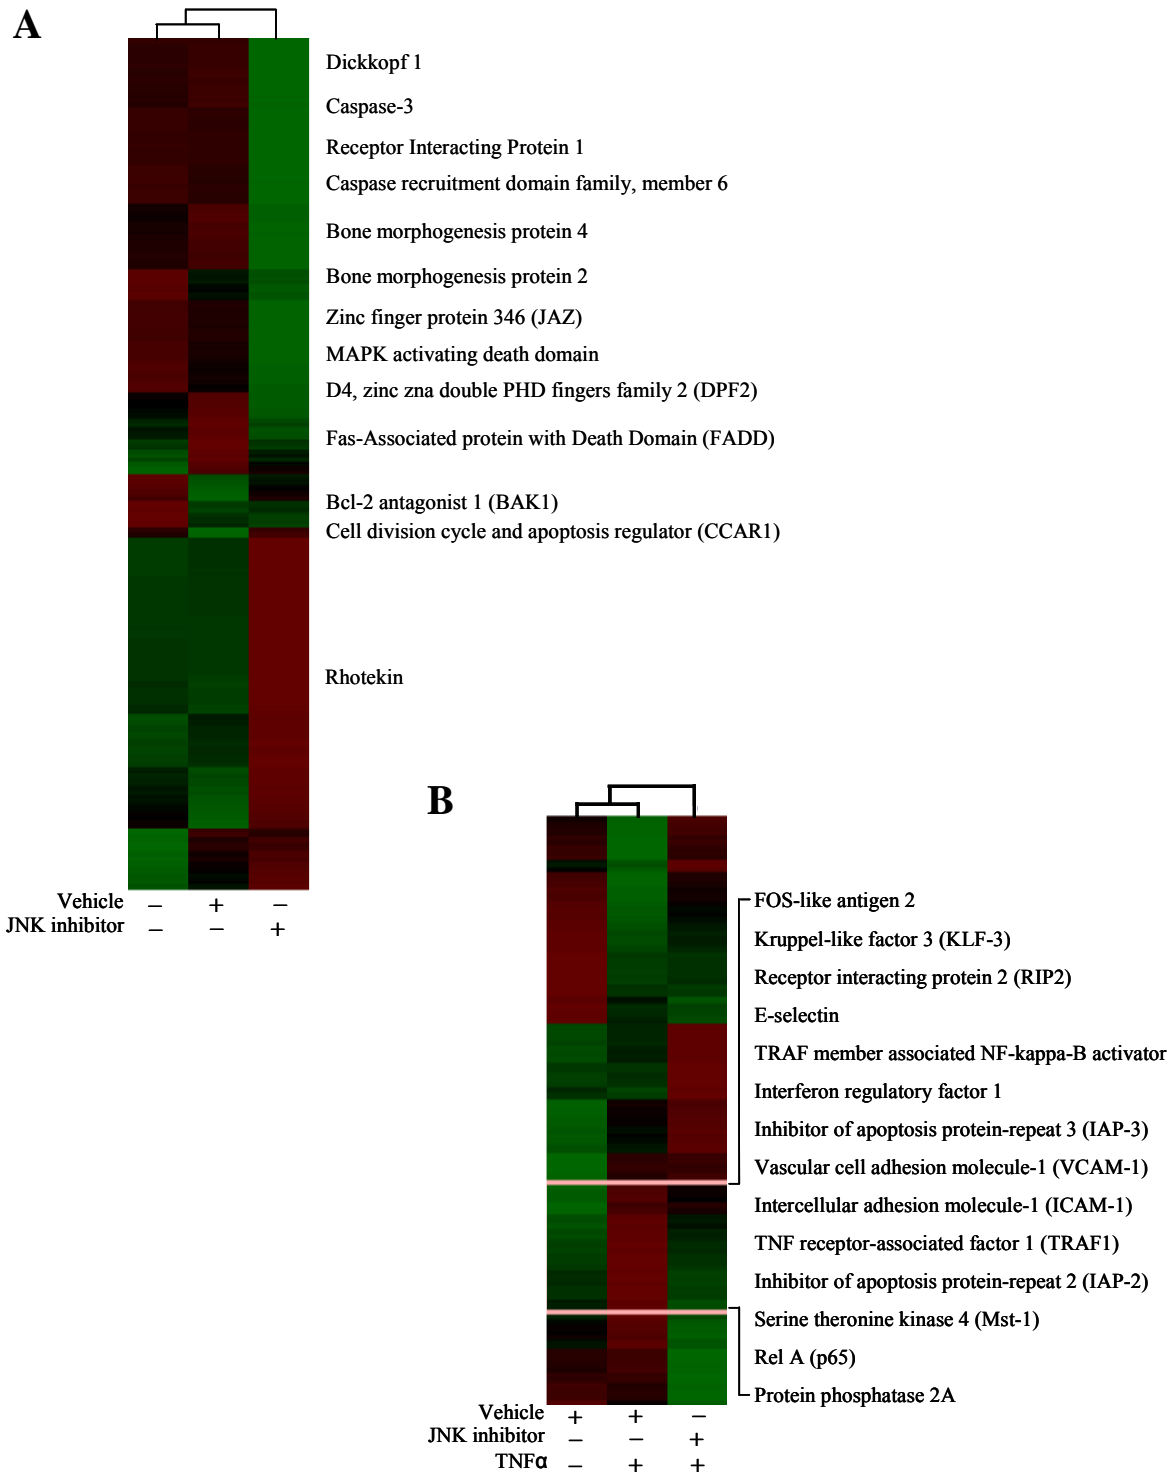 A
Dickkopf 1
Caspase-3
Receptor Interacting Protein 1
Caspase recruitment domain family, member 6
Bone morphogenesis protein 4
Bone morphogenesis protein 2
Zinc finger protein 346 (JAZ)
MAPK activating death domain
D4, zinc zna double PHD fingers family 2 (DPF2)
Fas-Associated protein with Death Domain (FADD)
Bcl-2 antagonist 1 (BAK1)
Cell division cycle and apoptosis regulator (CCAR1)
Rhotekin
Vehicle – + –
JNK inhibitor – – +
B
FOS-like antigen 2
Kruppel-like factor 3 (KLF-3)
Receptor interacting protein 2 (RIP2)
E-selectin
TRAF member associated NF-kappa-B activator
Interferon regulatory factor 1
Inhibitor of apoptosis protein-repeat 3 (IAP-3)
Vascular cell adhesion molecule-1 (VCAM-1)
Intercellular adhesion molecule-1 (ICAM-1)
TNF receptor-associated factor 1 (TRAF1)
Inhibitor of apoptosis protein-repeat 2 (IAP-2)
Serine theronine kinase 4 (Mst-1)
Rel A (p65)
Protein phosphatase 2A
Vehicle + + –
JNK inhibitor – – +
TNFα – + +